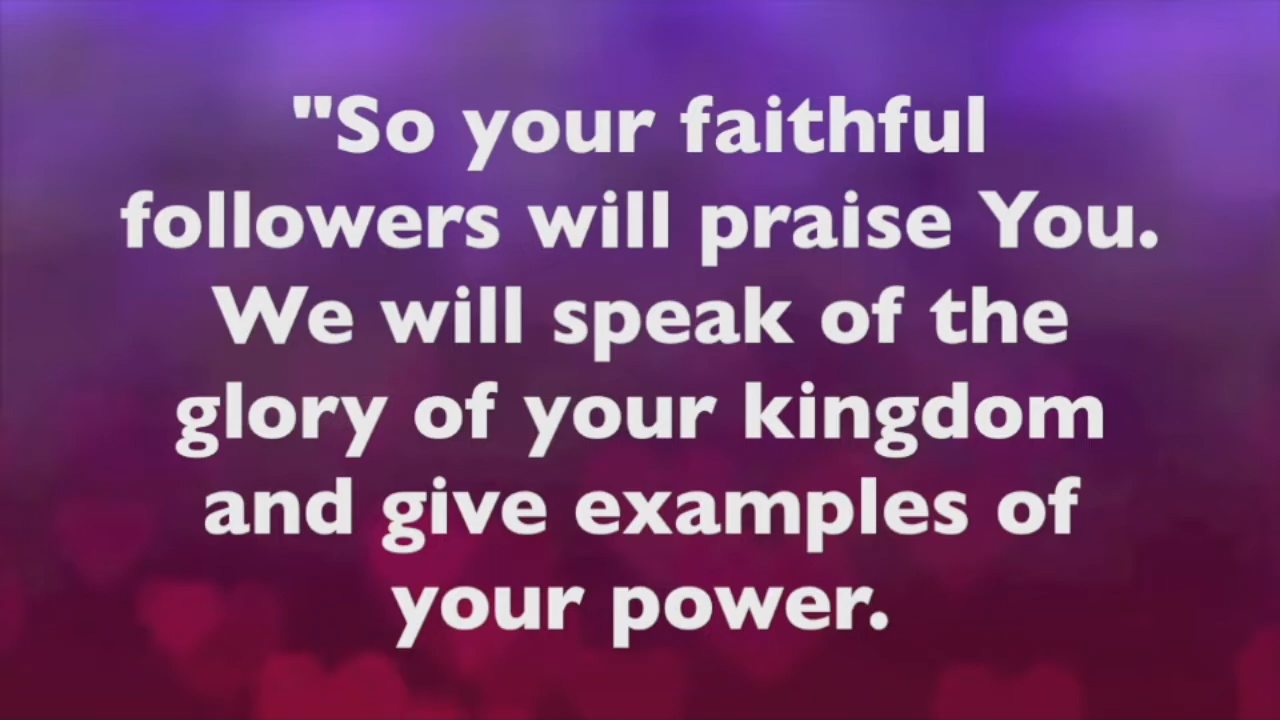 "So your faithful
followers will praise You.
We will speak of the
glory of your kingdom
and give examples of
your power.